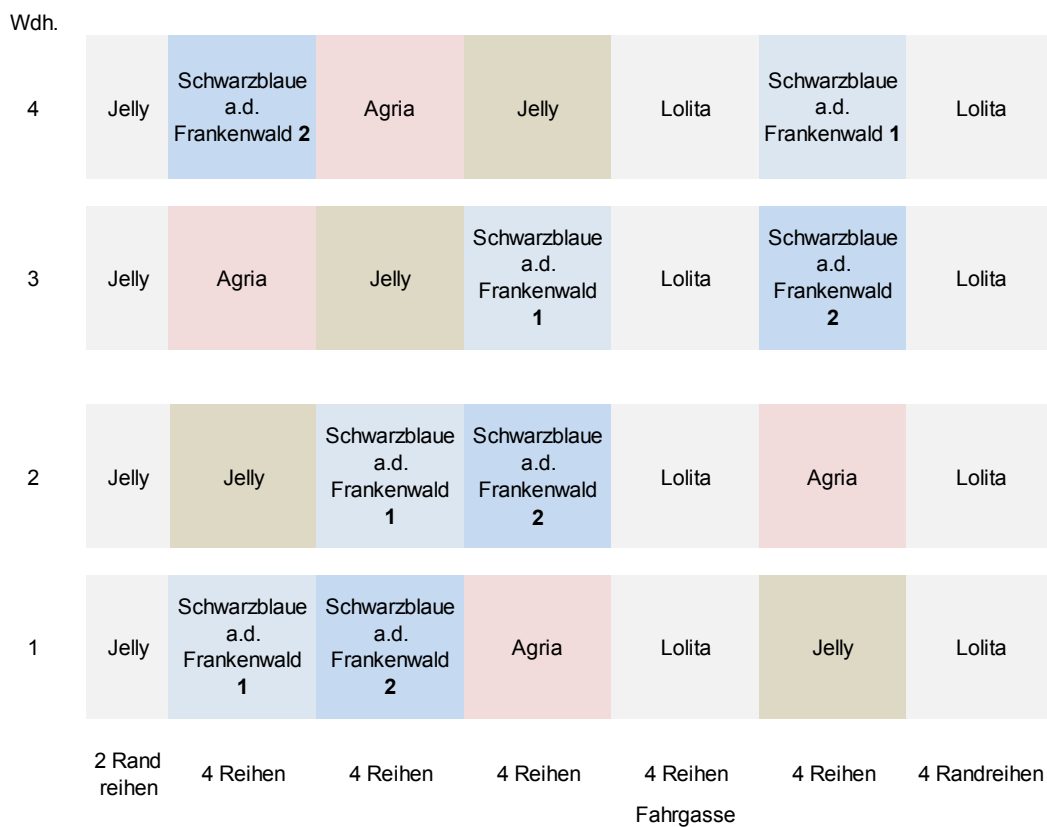 Wdh.
4
Jelly
Schwarzblaue
a.d.
Frankenwald 2
Agria
Jelly
Lolita
Schwarzblaue
a.d.
Frankenwald 1
Lolita
3
Jelly
Agria
Jelly
Schwarzblaue
a.d.
Frankenwald
1
Lolita
Schwarzblaue
a.d.
Frankenwald
2
Lolita
2
Jelly
Jelly
Schwarzblaue
a.d.
Frankenwald
1
Schwarzblaue
a.d.
Frankenwald
2
Lolita
Agria
Lolita
1
Jelly
Schwarzblaue
a.d.
Frankenwald
1
Schwarzblaue
a.d.
Frankenwald
2
Agria
Lolita
Jelly
Lolita
2 Rand
reihen
4 Reihen
4 Reihen
4 Reihen
4 Reihen
4 Reihen
4 Randreihen
Fahrgasse